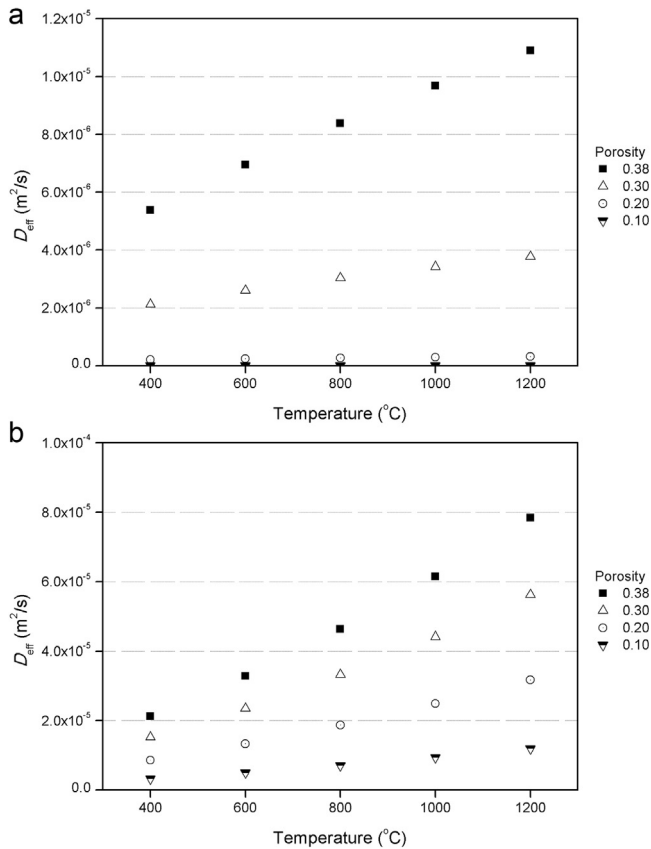 a
1.2x10-5
1.0x10-5
8.0x10-6
6.0x10-6
4.0x10-6
2.0x10-6
0.0
Deff (m2/s)
400 600 800 1000 1200
Temperature (oC)
Porosity
0.38
0.30
0.20
0.10
b
1.0x10-4
8.0x10-5
6.0x10-5
4.0x10-5
2.0x10-5
0.0
Deff (m2/s)
400 600 800 1000 1200
Temperature (oC)
Porosity
0.38
0.30
0.20
0.10